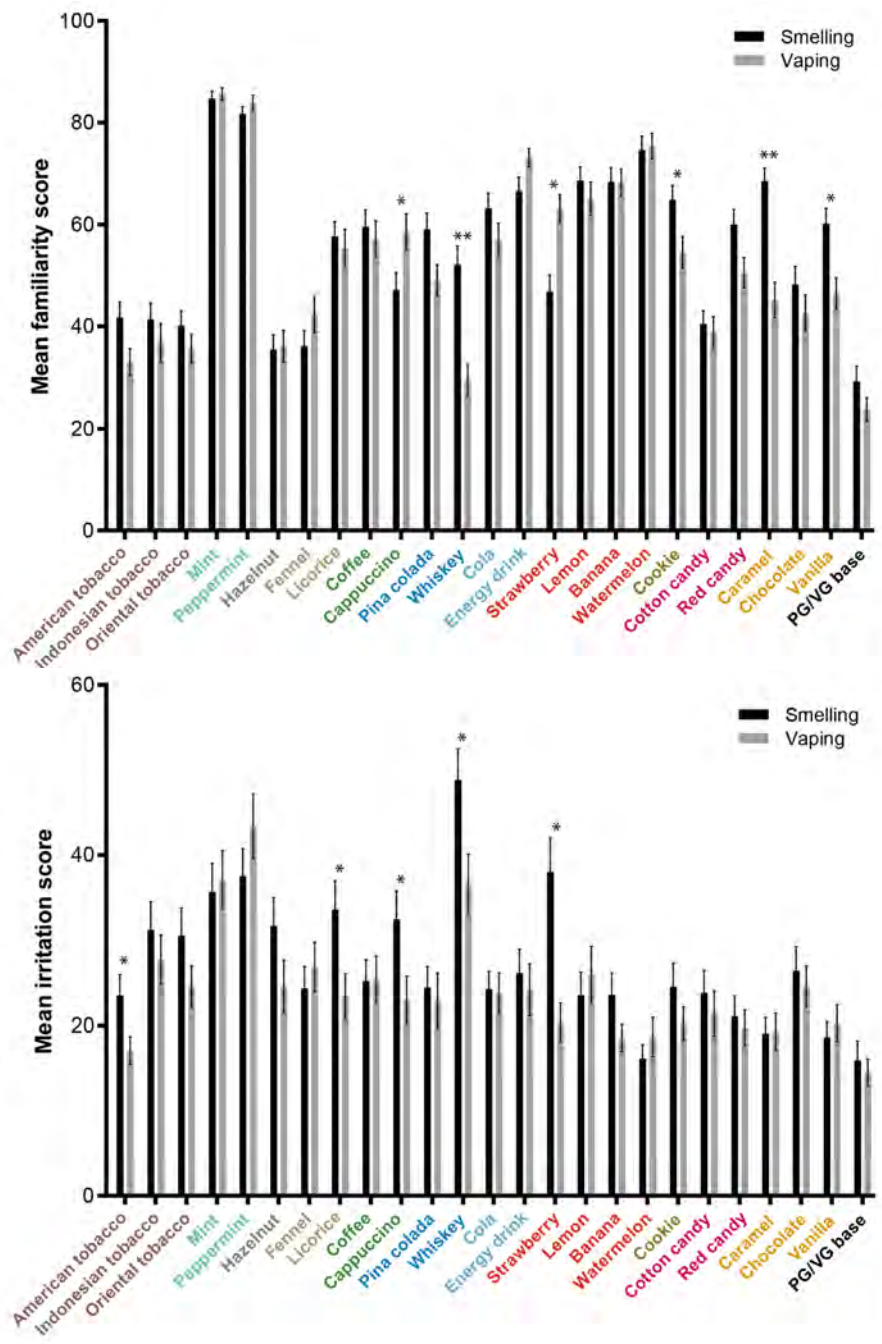 100
80
60
40
20
0
Mean familiarity score
Smelling
Vaping
*
**
*
*
**
*
American tobacco
Indonesian tobacco
Oriental tobacco
Mint
Peppermint
Hazelnut
Fennel
Licorice
Coffee
Cappuccino
Pina colada
Whiskey
Cola
Energy drink
Strawberry
Lemon
Banana
Watermelon
Cookie
Cotton candy
Red candy
Caramel
Chocolate
Vanilla
PG/VG base
60
40
20
0
Mean irritation score
Smelling
Vaping
*
*
*
*
*
American tobacco
Indonesian tobacco
Oriental tobacco
Mint
Peppermint
Hazelnut
Fennel
Licorice
Coffee
Cappuccino
Pina colada
Whiskey
Cola
Energy drink
Strawberry
Lemon
Banana
Watermelon
Cookie
Cotton candy
Red candy
Caramel
Chocolate
Vanilla
PG/VG base